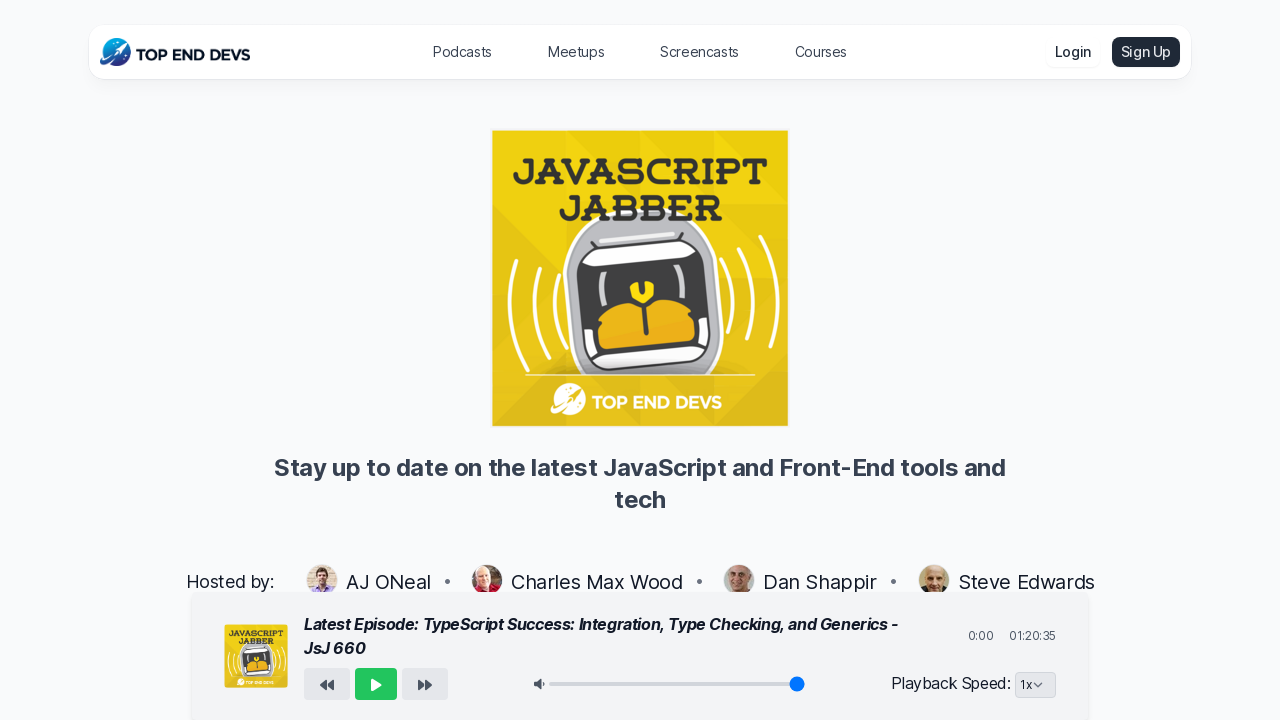 TOP END DEVS
Podcasts
Meetups
Screencasts
Courses
Login
Sign Up
JAVASCRIPT
JABBER
TOP END DEVS
Stay up to date on the latest JavaScript and Front-End tools and
tech
Hosted by:
AJ ONeal
•
Charles Max Wood
•
Dan Shappir
•
Steve Edwards
JAVASCRIPT
JABBER
TOP END DEVS
Latest Episode: TypeScript Success: Integration, Type Checking, and Generics -
JsJ 660
0:00
01:20:35
Playback Speed:
1x